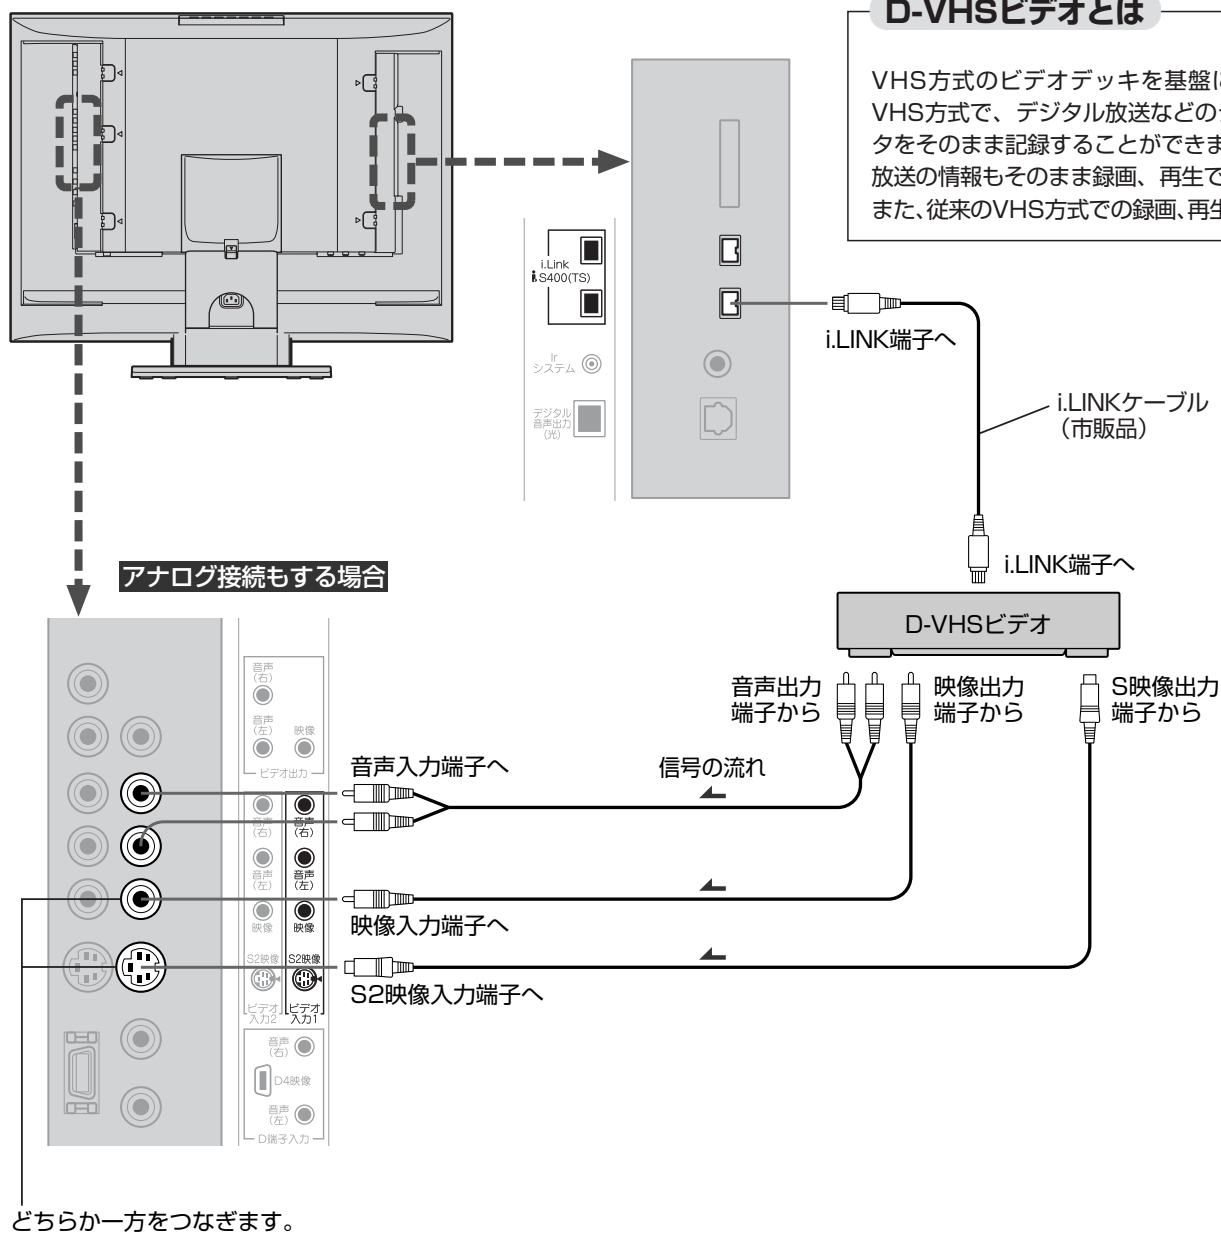 D-VHSビデオとは
VHS方式のビデオデッキを基盤に
VHS方式で、デジタル放送などの
タをそのまま記録することができま
放送の情報もそのまま録画、再生で
また、従来のVHS方式での録画、再生
i.Link
S400(TS)
Ir
システム
デジタル
音声出力
(光)
i.LINK端子へ
i.LINKケーブル
（市販品）
i.LINK端子へ
D-VHSビデオ
アナログ接続もする場合
音声出力
端子から
映像出力
端子から
S映像出力
端子から
音声
(右)
音声
(左)
映像
ビデオ出力
音声入力端子へ
信号の流れ
音声
(右)
音声
(右)
音声
(左)
音声
(左)
映像
映像
映像入力端子へ
S2映像
S2映像
S2映像入力端子へ
ビデオ
入力2
ビデオ
入力1
音声
(右)
D4映像
音声
(左)
D端子入力
どちらか一方をつなぎます。